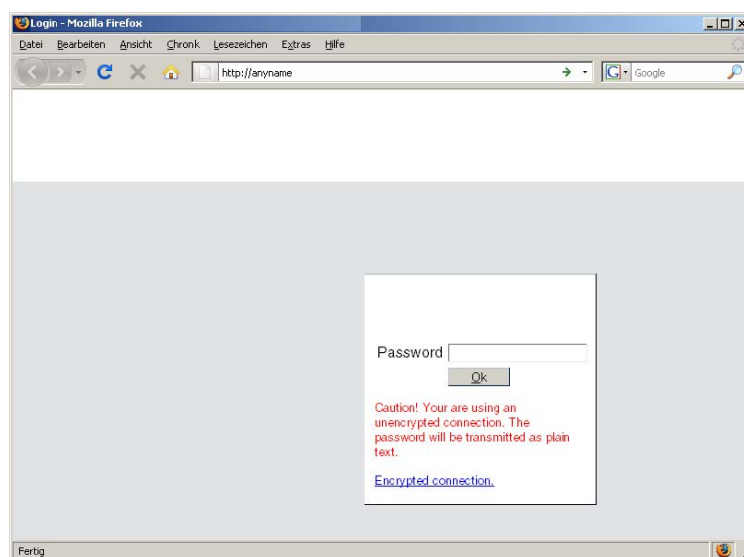 Login - Mozilla Firefox
Datei Bearbeiten Ansicht Chronk Lesezeichen Extras Hilfe
http://anyname G Google
Password
Ok
Caution! Your are using an
unencrypted connection. The
password will be transmitted as plain
text.
Encrypted connection.
Fertig